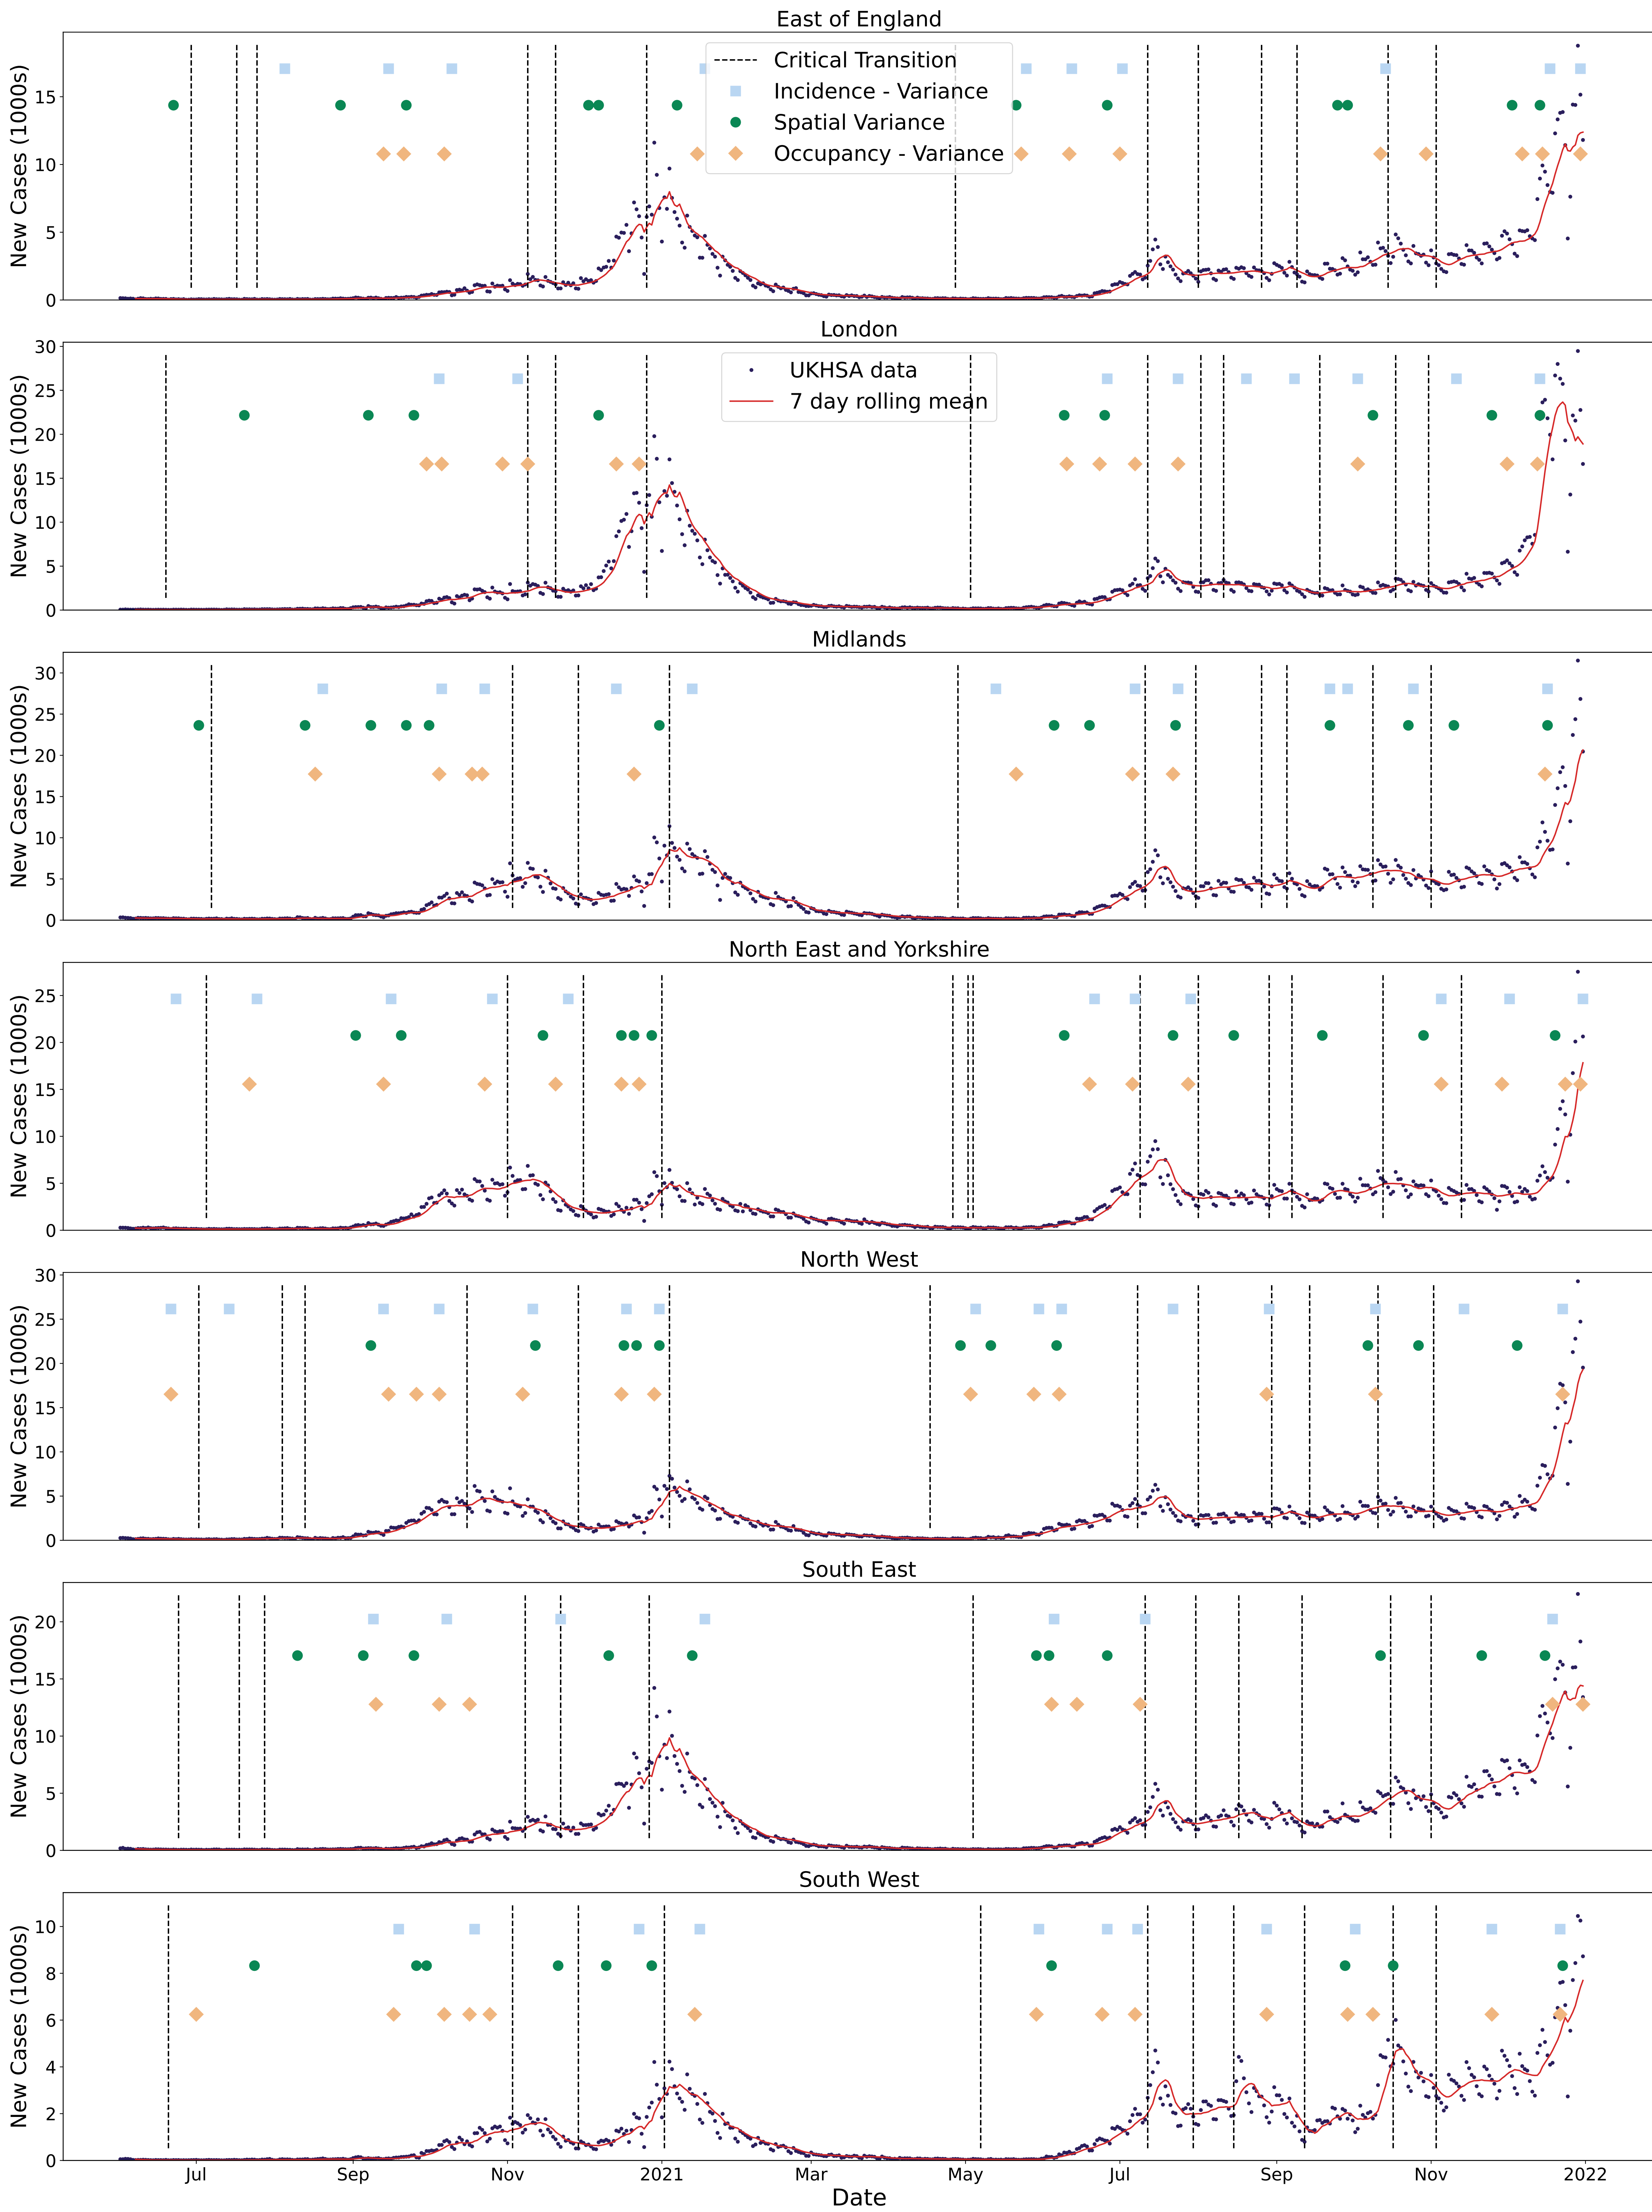 East of England
New Cases (1000s)
15
10
5
0
Critical Transition
Incidence - Variance
Spatial Variance
Occupancy - Variance
London
New Cases (1000s)
30
25
20
15
10
5
0
UKHSA data
7 day rolling mean
Midlands
New Cases (1000s)
30
25
20
15
10
5
0
North East and Yorkshire
New Cases (1000s)
25
20
15
10
5
0
North West
New Cases (1000s)
30
25
20
15
10
5
0
South East
New Cases (1000s)
20
15
10
5
0
South West
New Cases (1000s)
10
8
6
4
2
0
Jul Sep Nov 2021 Mar May Jul Sep Nov 2022
Date